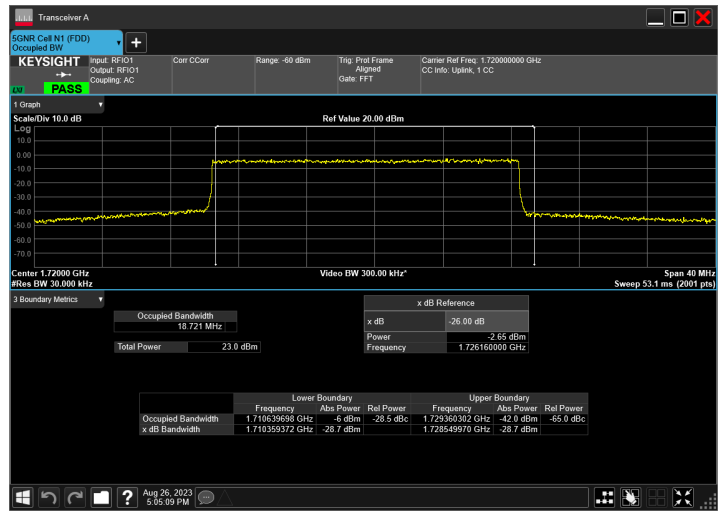 Transceiver A
5GNR Cell N1 (FDD)
Occupied BW
KEYSIGHT
Input: RFIO1
Output: RFIO1
Coupling: AC
Corr CCorr
Range: -60 dBm
Trig: Prot Frame
Aligned
Gate: FFT
Carrier Ref Freq: 1.720000000 GHz
CC Info: Uplink, 1 CC
LXI
PASS
1 Graph
Scale/Div 10.0 dB
Ref Value 20.00 dBm
Log
10.0
0.00
-10.0
-20.0
-30.0
-40.0
-50.0
-60.0
-70.0
Center 1.72000 GHz
Video BW 300.00 kHz*
Span 40 MHz
#Res BW 30.000 kHz
Sweep 53.1 ms (2001 pts)
3 Boundary Metrics
Occupied Bandwidth
18.721 MHz
Total Power 23.0 dBm
x dB Reference
x dB -26.00 dB
Power -2.65 dBm
Frequency 1.726160000 GHz
Lower Boundary Upper Boundary
Frequency Abs Power Rel Power Frequency Abs Power Rel Power
Occupied Bandwidth 1.710639698 GHz -6 dBm -28.5 dBc 1.729360302 GHz -42.0 dBm -65.0 dBc
x dB Bandwidth 1.710359372 GHz -28.7 dBm 1.728549970 GHz -28.7 dBm
?
Aug 26, 2023
5:05:09 PM